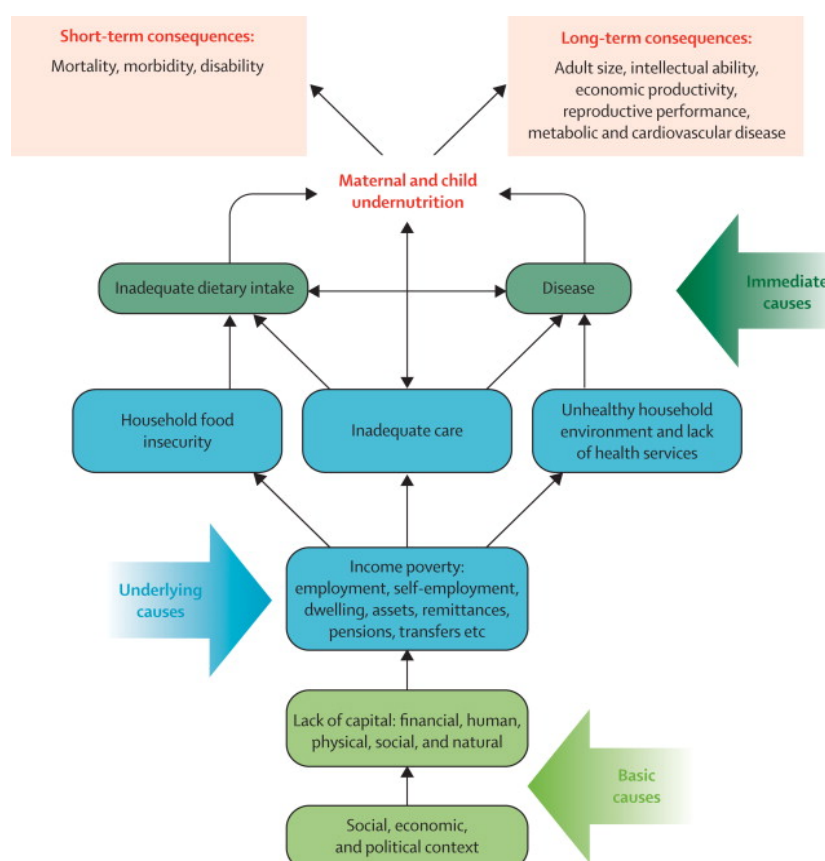 Short-term consequences:
Mortality, morbidity, disability
Long-term consequences:
Adult size, intellectual ability,
economic productivity,
reproductive performance,
metabolic and cardiovascular disease
Maternal and child
undernutrition
Inadequate dietary intake
Disease
Immediate
causes
Household food
insecurity
Inadequate care
Unhealthy household
environment and lack
of health services
Underlying
causes
Income poverty:
employment, self-employment,
dwelling, assets, remittances,
pensions, transfers etc
Lack of capital: financial, human,
physical, social, and natural
Basic
causes
Social, economic,
and political context